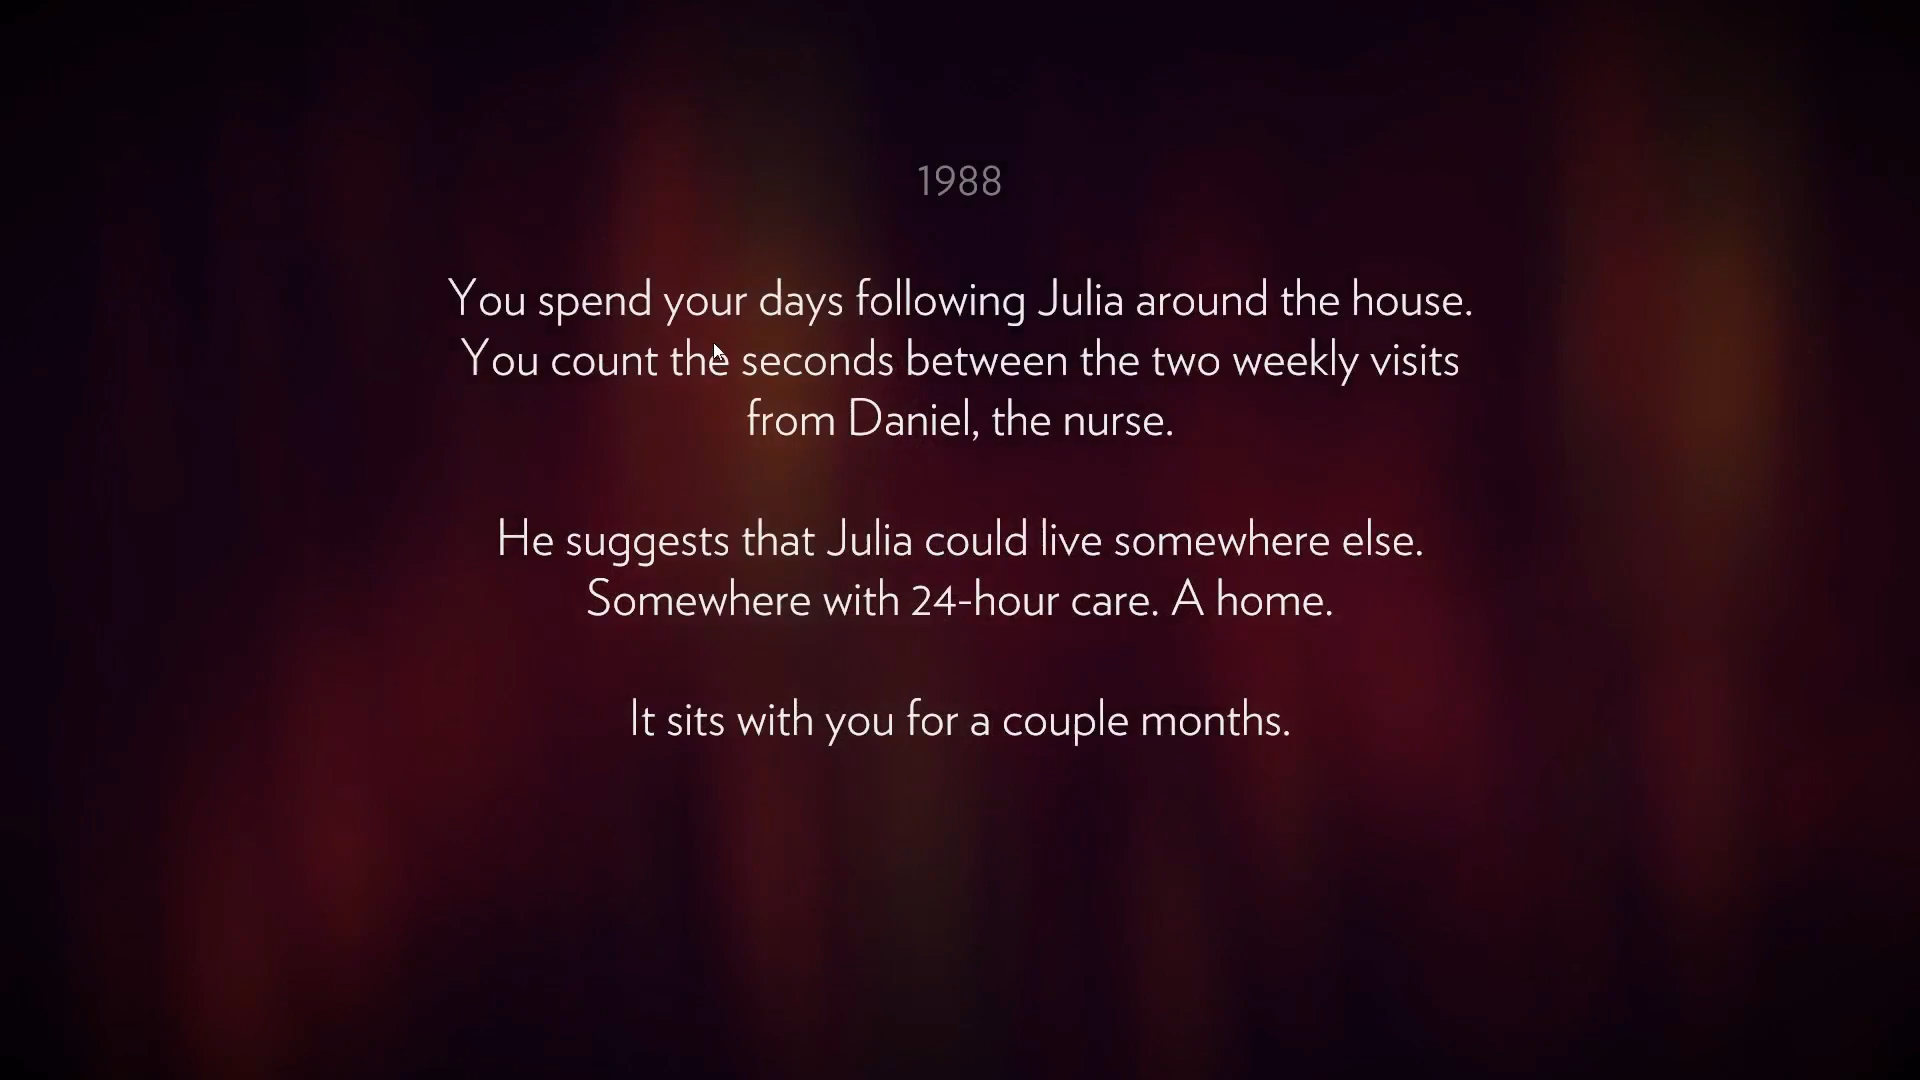 1988
You spend your days following Julia around the house.
You count the seconds between the two weekly visits
from Daniel, the nurse.
He suggests that Julia could live somewhere else.
Somewhere with 24-hour care. A home.
It sits with you for a couple months.